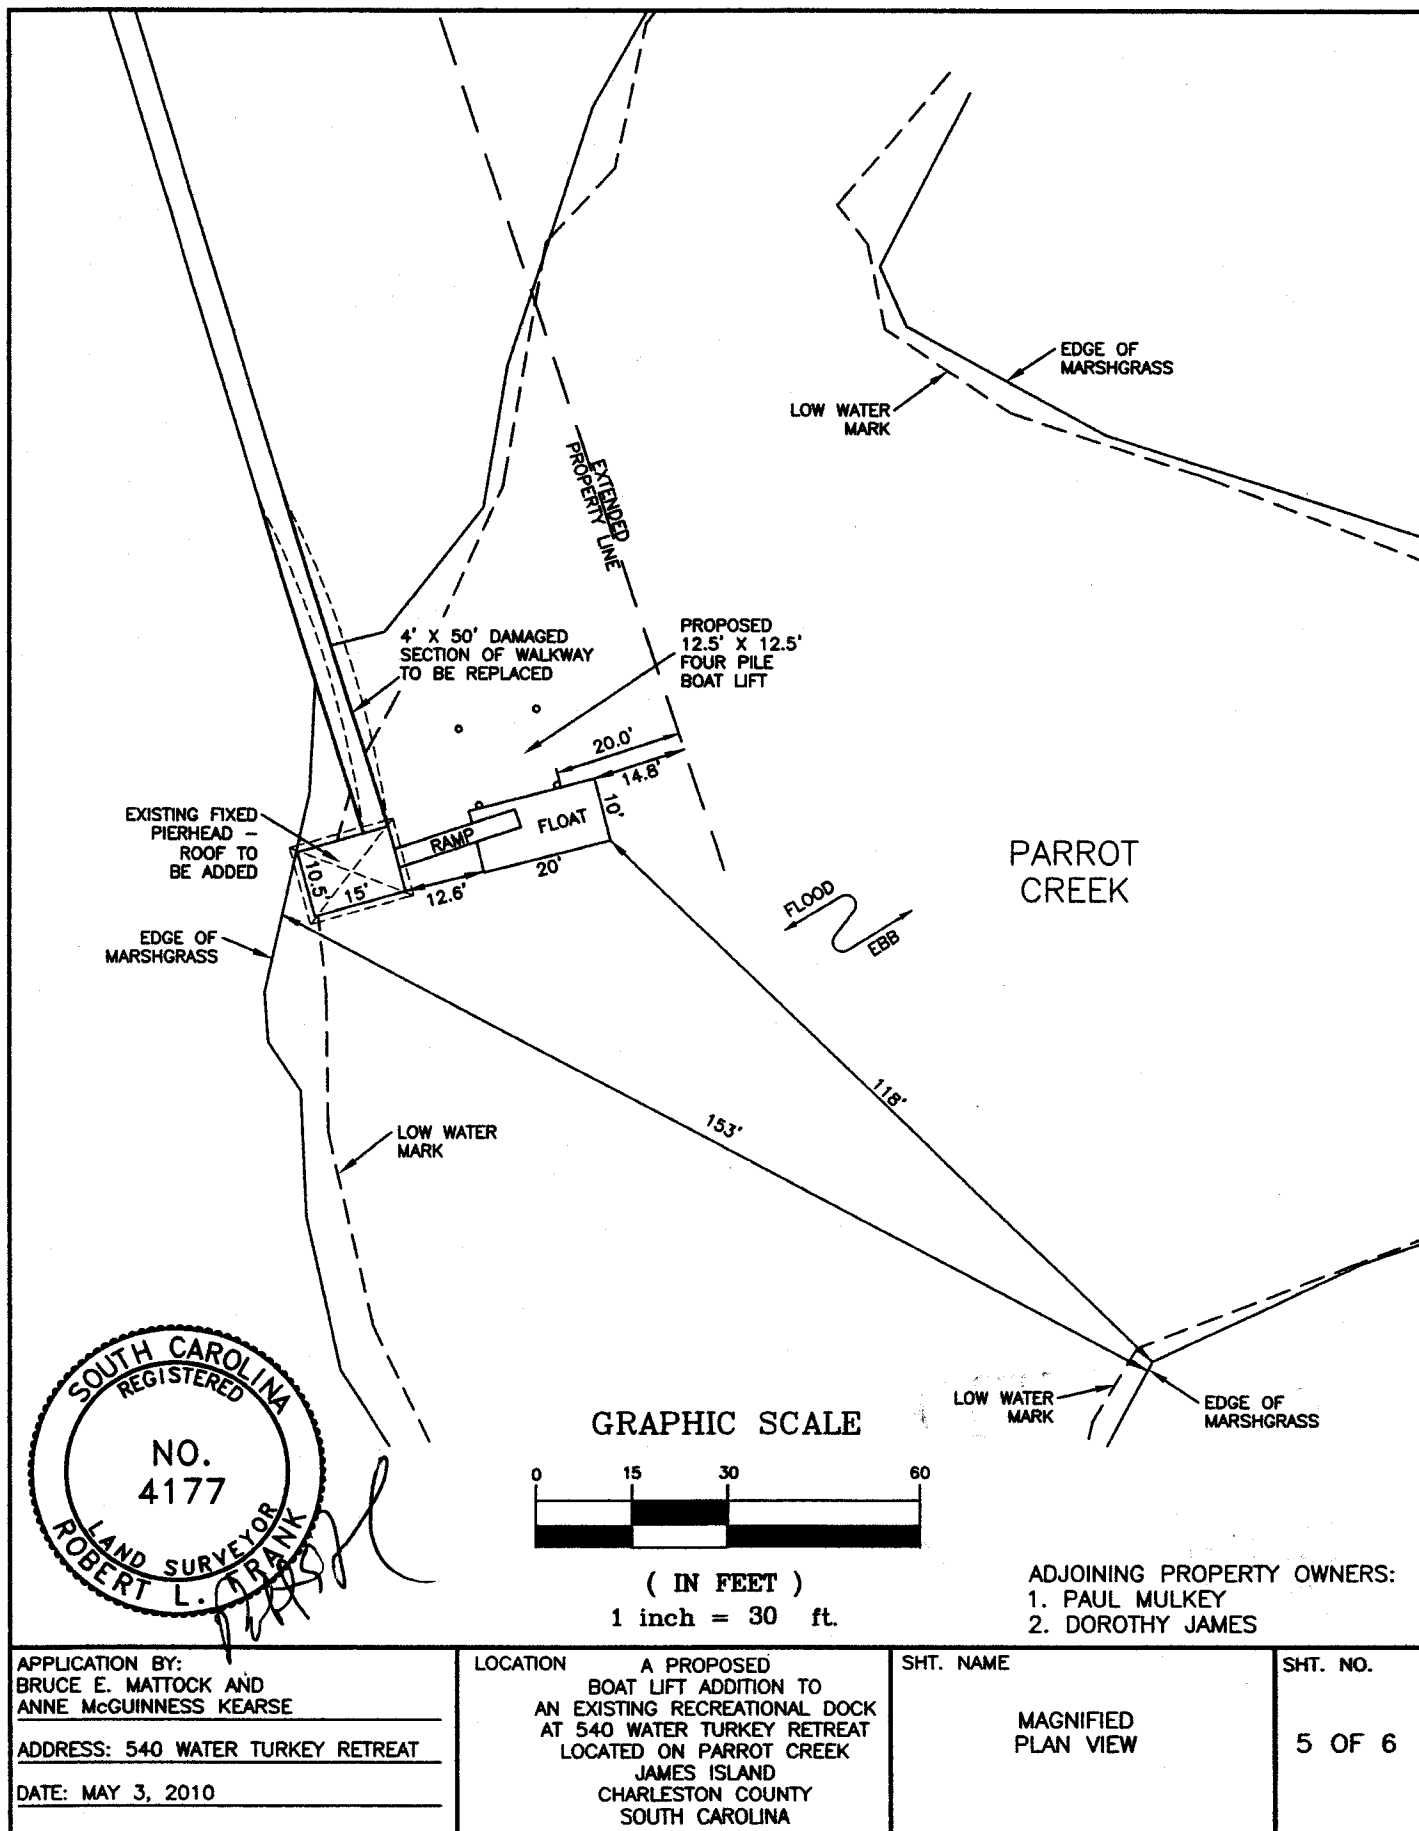 EDGE OF
MARSHGRASS
LOW WATER
MARK
EXTENDED
PROPERTY LINE
4' X 50' DAMAGED
SECTION OF WALKWAY
TO BE REPLACED
PROPOSED
12.5' X 12.5'
FOUR PILE
BOAT LIFT
20.0'
14.8'
EXISTING FIXED
PIERHEAD –
ROOF TO
BE ADDED
RAMP
FLOAT
10'
10.5'
15'
12.6'
20'
PARROT
CREEK
FLOOD
EBB
EDGE OF
MARSHGRASS
118'
153'
LOW WATER
MARK
LOW WATER
MARK
EDGE OF
MARSHGRASS
SOUTH CAROLINA
REGISTERED
NO.
4177
LAND SURVEYOR
ROBERT L. FRANK
GRAPHIC SCALE
0 15 30 60
( IN FEET )
1 inch = 30 ft.
ADJOINING PROPERTY OWNERS:
1. PAUL MULKEY
2. DOROTHY JAMES
APPLICATION BY:
BRUCE E. MATTOCK AND
ANNE McGUINNESS KEARSE
ADDRESS: 540 WATER TURKEY RETREAT
DATE: MAY 3, 2010
LOCATION A PROPOSED
BOAT LIFT ADDITION TO
AN EXISTING RECREATIONAL DOCK
AT 540 WATER TURKEY RETREAT
LOCATED ON PARROT CREEK
JAMES ISLAND
CHARLESTON COUNTY
SOUTH CAROLINA
SHT. NAME
MAGNIFIED
PLAN VIEW
SHT. NO.
5 OF 6